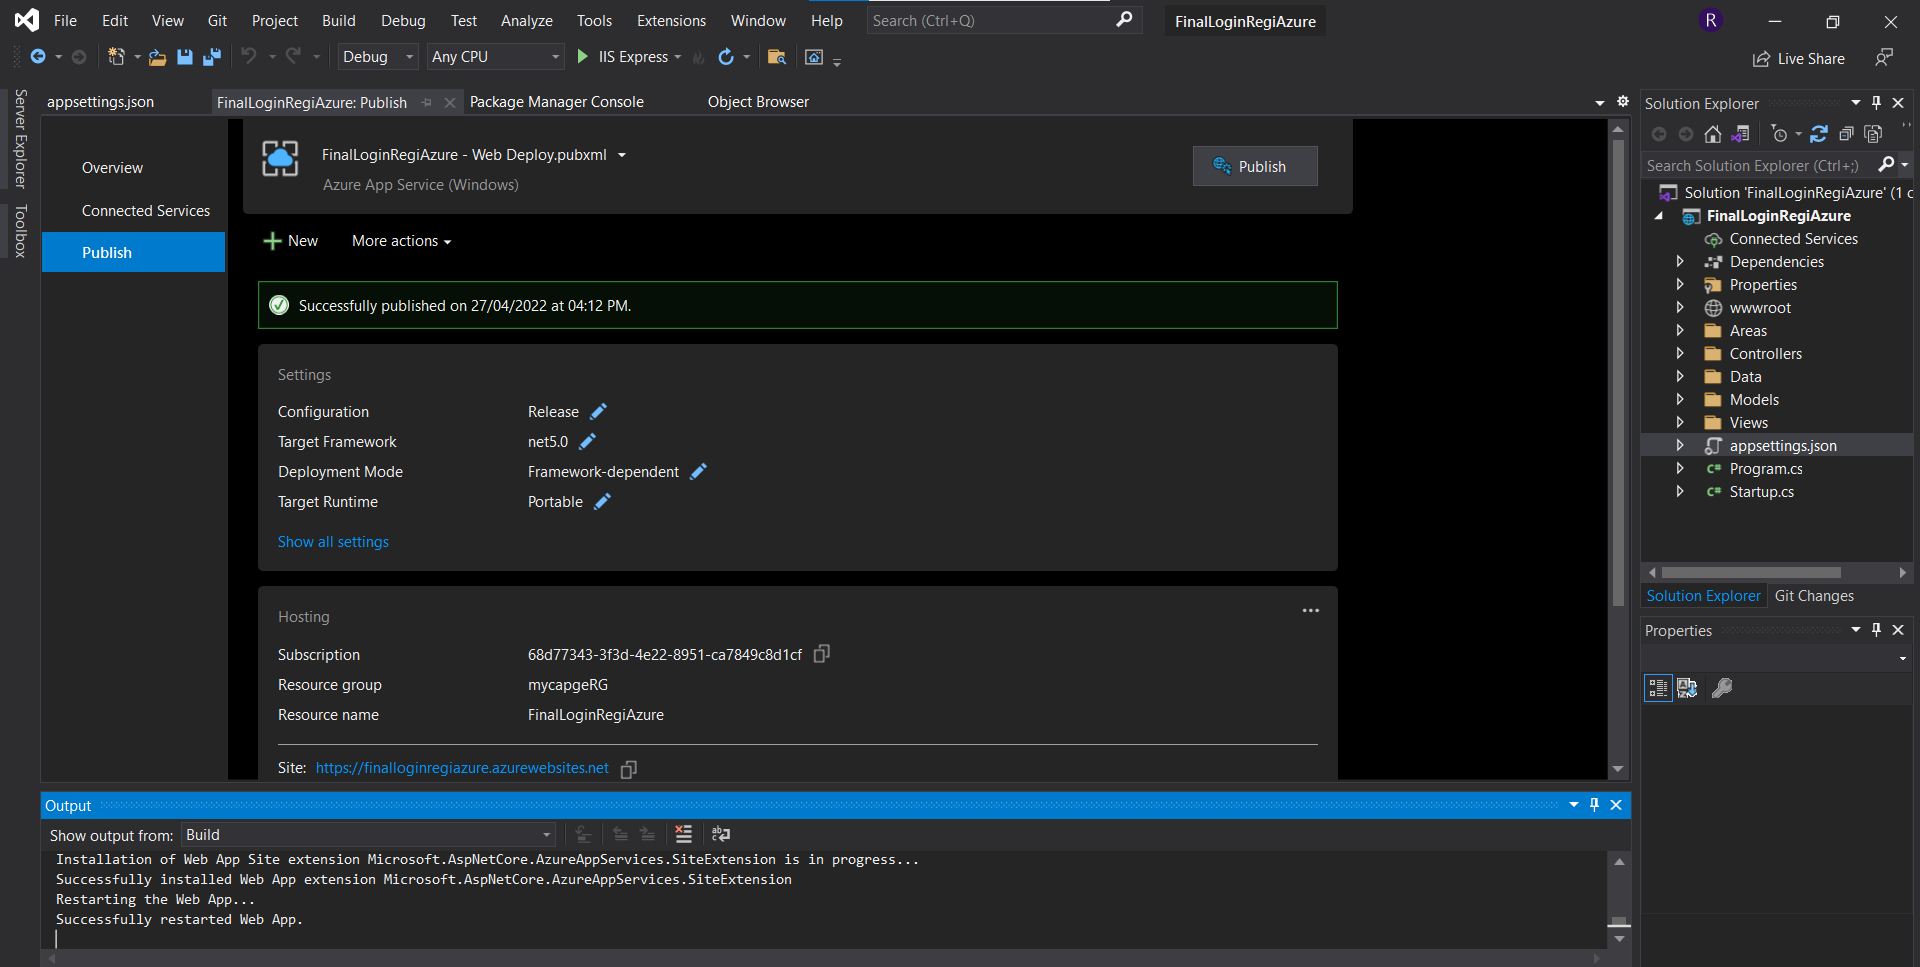 File Edit View Git Project Build Debug Test Analyze Tools Extensions Window Help Search (Ctrl+Q) FinalLoginRegiAzure R
Debug Any CPU IIS Express Live Share
Server Explorer
Toolbox
appsettings.json FinalLoginRegiAzure: Publish Package Manager Console Object Browser
Overview
Connected Services
Publish
FinalLoginRegiAzure - Web Deploy.pubxml
Azure App Service (Windows)
Publish
New More actions
Successfully published on 27/04/2022 at 04:12 PM.
Settings
Configuration Release
Target Framework net5.0
Deployment Mode Framework-dependent
Target Runtime Portable
Show all settings
Hosting
Subscription 68d77343-3f3d-4e22-8951-ca7849c8d1cf
Resource group mycapgeRG
Resource name FinalLoginRegiAzure
Site: https://finalloginregiazure.azurewebsites.net
Output
Show output from: Build
Installation of Web App Site extension Microsoft.AspNetCore.AzureAppServices.SiteExtension is in progress...
Successfully installed Web App extension Microsoft.AspNetCore.AzureAppServices.SiteExtension
Restarting the Web App...
Successfully restarted Web App.
Solution Explorer
Search Solution Explorer (Ctrl+;)
Solution 'FinalLoginRegiAzure' (1 o
FinalLoginRegiAzure
Connected Services
Dependencies
Properties
wwwroot
Areas
Controllers
Data
Models
Views
appsettings.json
C# Program.cs
C# Startup.cs
Solution Explorer Git Changes
Properties